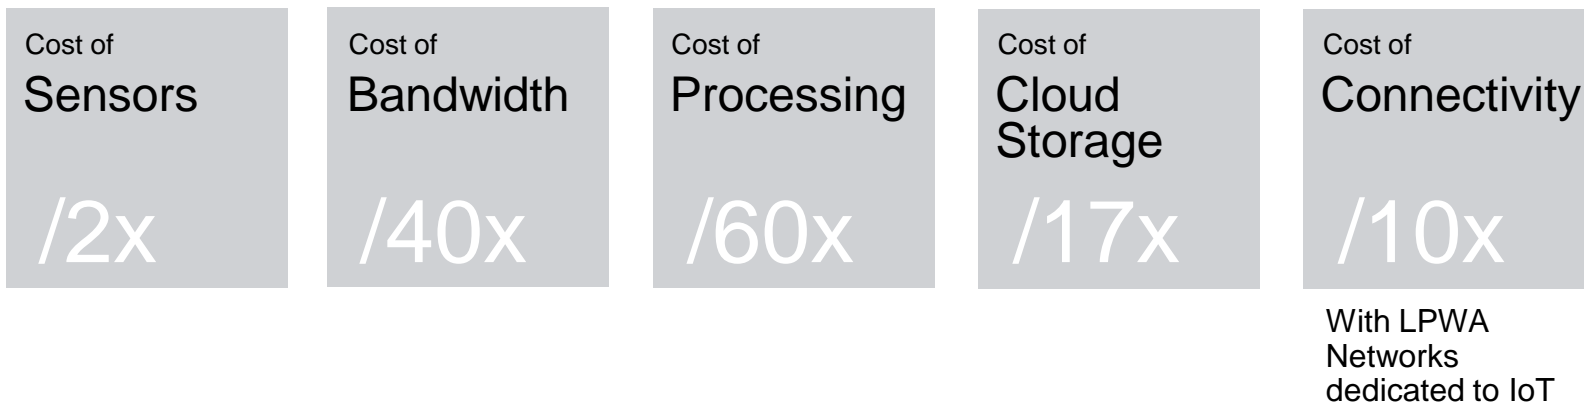 Cost of
Sensors
/2x
Cost of
Bandwidth
/40x
Cost of
Processing
/60x
Cost of
Cloud
Storage
/17x
Cost of
Connectivity
/10x
With LPWA
Networks
dedicated to IoT